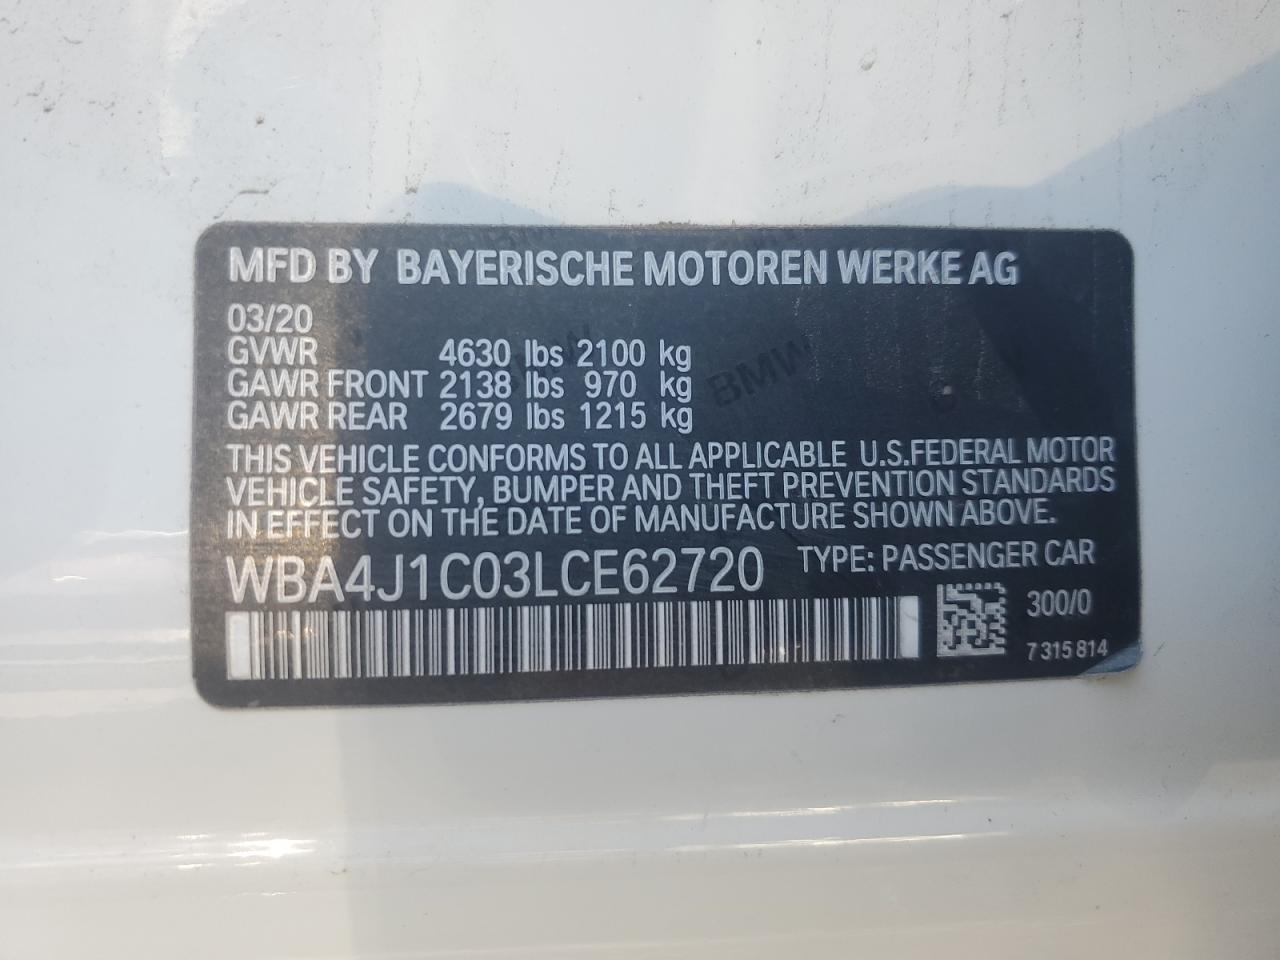 MFD BY BAYERISCHE MOTOREN WERKE AG
03/20
GVWR 4630 lbs 2100 kg
GAWR FRONT 2138 lbs 970 kg
GAWR REAR 2679 lbs 1215 kg
THIS VEHICLE CONFORMS TO ALL APPLICABLE U.S.FEDERAL MOTOR
VEHICLE SAFETY, BUMPER AND THEFT PREVENTION STANDARDS
IN EFFECT ON THE DATE OF MANUFACTURE SHOWN ABOVE.
WBA4J1C03LCE62720 TYPE: PASSENGER CAR
300/0
7 315 814
BMW